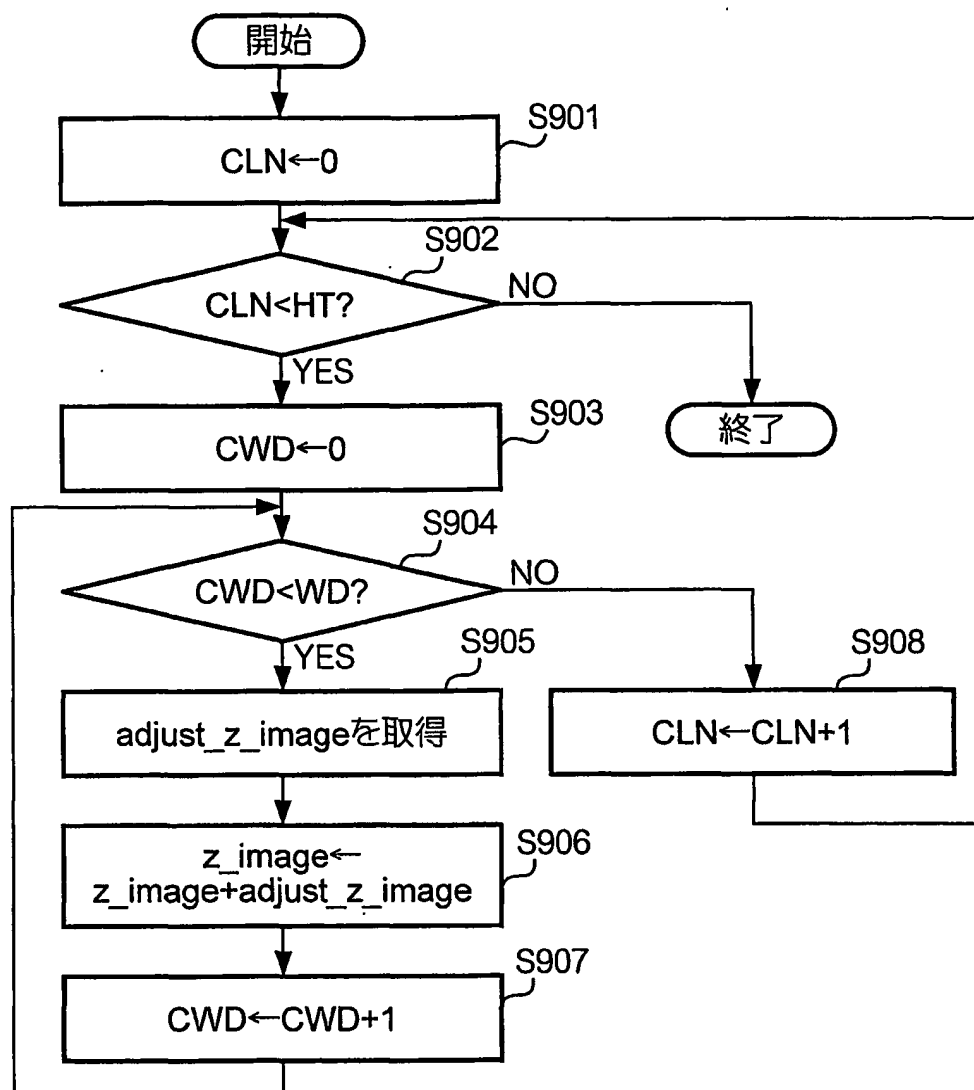 開始
S901
CLN←0
S902
CLN<HT?
NO
YES
S903
CWD←0
終了
S904
CWD<WD?
NO
YES
S905
adjust_z_imageを取得
S908
CLN←CLN+1
S906
z_image←
z_image+adjust_z_image
S907
CWD←CWD+1